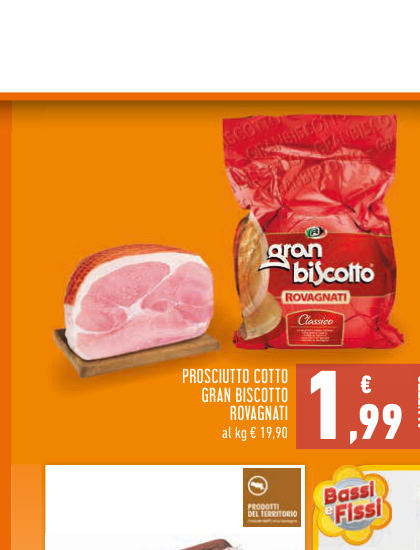 gran
biscotto
ROVAGNATI
Classico
PROSCIUTTO COTTO
GRAN BISCOTTO
ROVAGNATI
al kg € 19,90
1,99 €
PRODOTTI
DEL TERRITORIO
Bassi
e Fissi